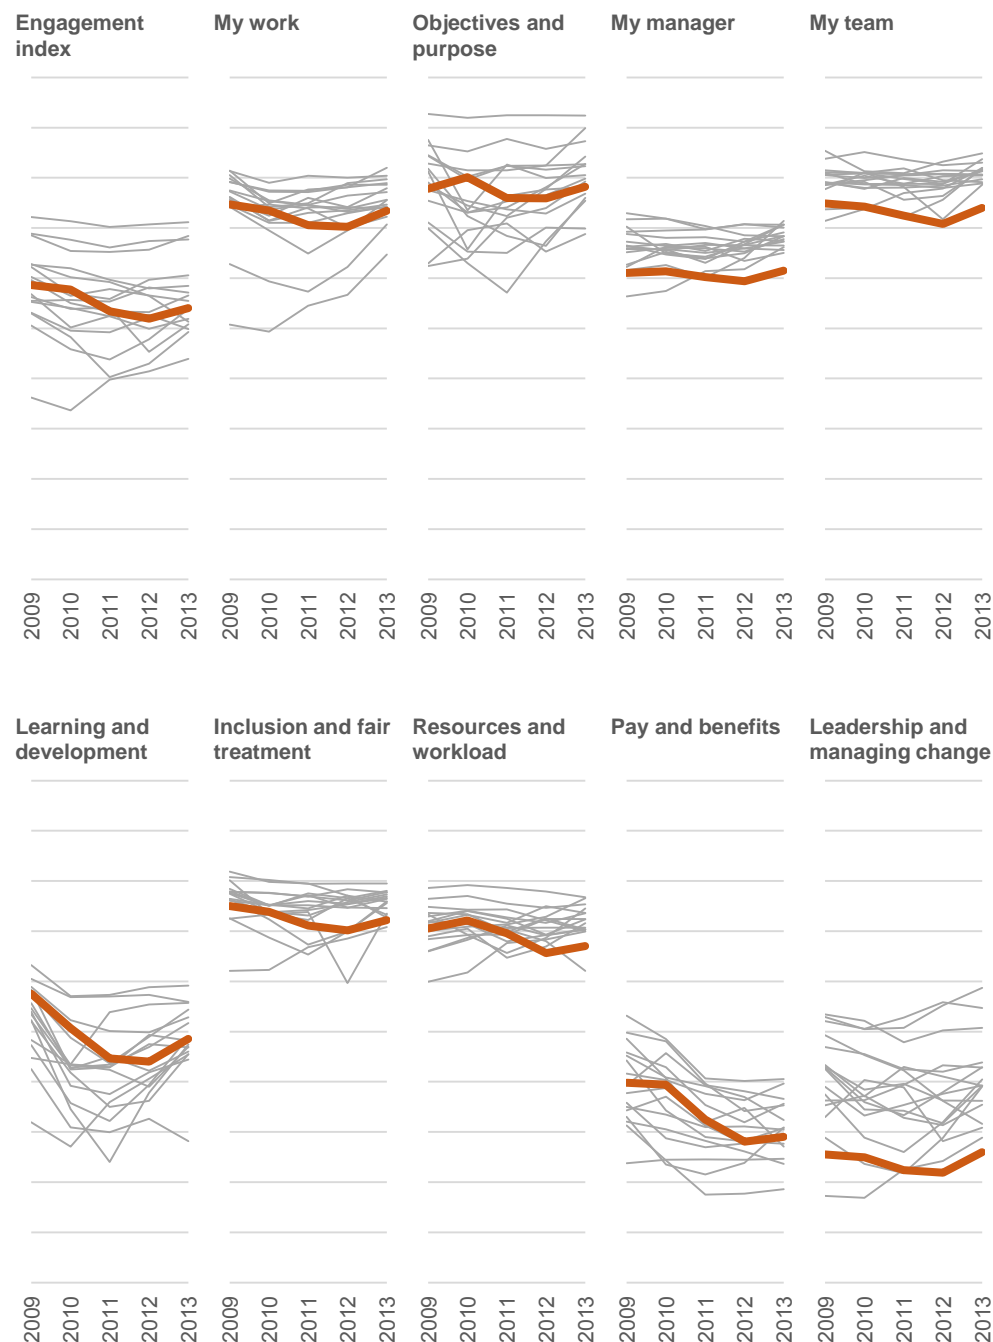 Engagement
index
My work
Objectives and
purpose
My manager
My team
2009 2010 2011 2012 2013
2009 2010 2011 2012 2013
2009 2010 2011 2012 2013
2009 2010 2011 2012 2013
2009 2010 2011 2012 2013
Learning and
development
Inclusion and fair
treatment
Resources and
workload
Pay and benefits
Leadership and
managing change
2009 2010 2011 2012 2013
2009 2010 2011 2012 2013
2009 2010 2011 2012 2013
2009 2010 2011 2012 2013
2009 2010 2011 2012 2013